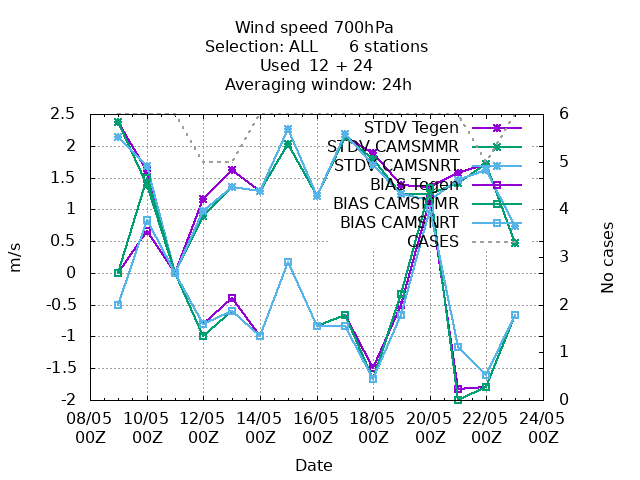 Wind speed 700hPa
Selection: ALL 6 stations
Used 12 + 24
Averaging window: 24h
2.5
2
1.5
1
0.5
0
-0.5
-1
-1.5
-2
m/s
6
5
4
3
2
1
0
No cases
STDV Tegen
STDV CAMSMMR
STDV CAMSNRT
BIAS Tegen
BIAS CAMSMMR
BIAS CAMSNRT
CASES
08/05 10/05 12/05 14/05 16/05 18/05 20/05 22/05 24/05
00Z 00Z 00Z 00Z 00Z 00Z 00Z 00Z 00Z
Date